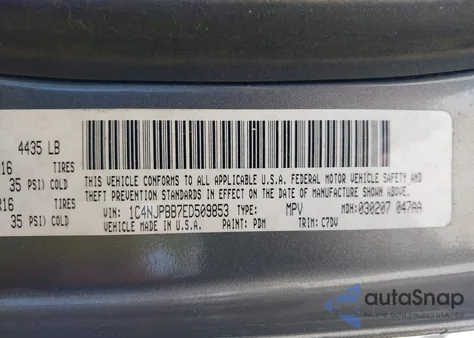 4435 LB
16 TIRES
35 PSI) COLD
R16 TIRES
35 PSI) COLD
THIS VEHICLE CONFORMS TO ALL APPLICABLE U.S.A. FEDERAL MOTOR VEHICLE SAFETY AND
THEFT PREVENTION STANDARDS IN EFFECT ON THE DATE OF MANUFACTURE SHOWN ABOVE.
VIN: 1C4NJPBB7ED509853 TYPE: MPV MDH: 030207 047AA
VEHICLE MADE IN U.S.A. PAINT: PDM TRIM: C7DV
autoSnap